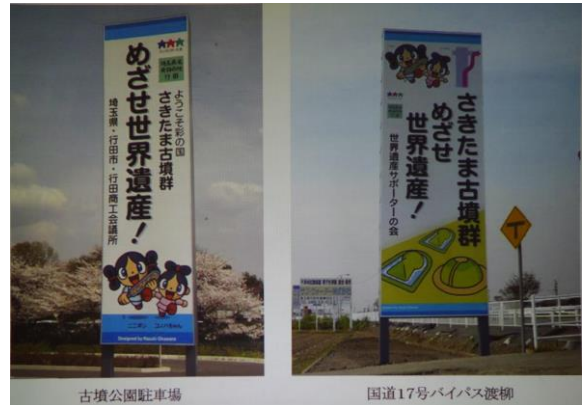 ようこそ彩の国
さきたま古墳群
めざせ世界遺産!
埼玉県・行田市・行田商工会議所
さきたま古墳群
めざせ
世界遺産!
世界遺産サポーターの会
古墳公園駐車場
国道17号バイパス渡柳